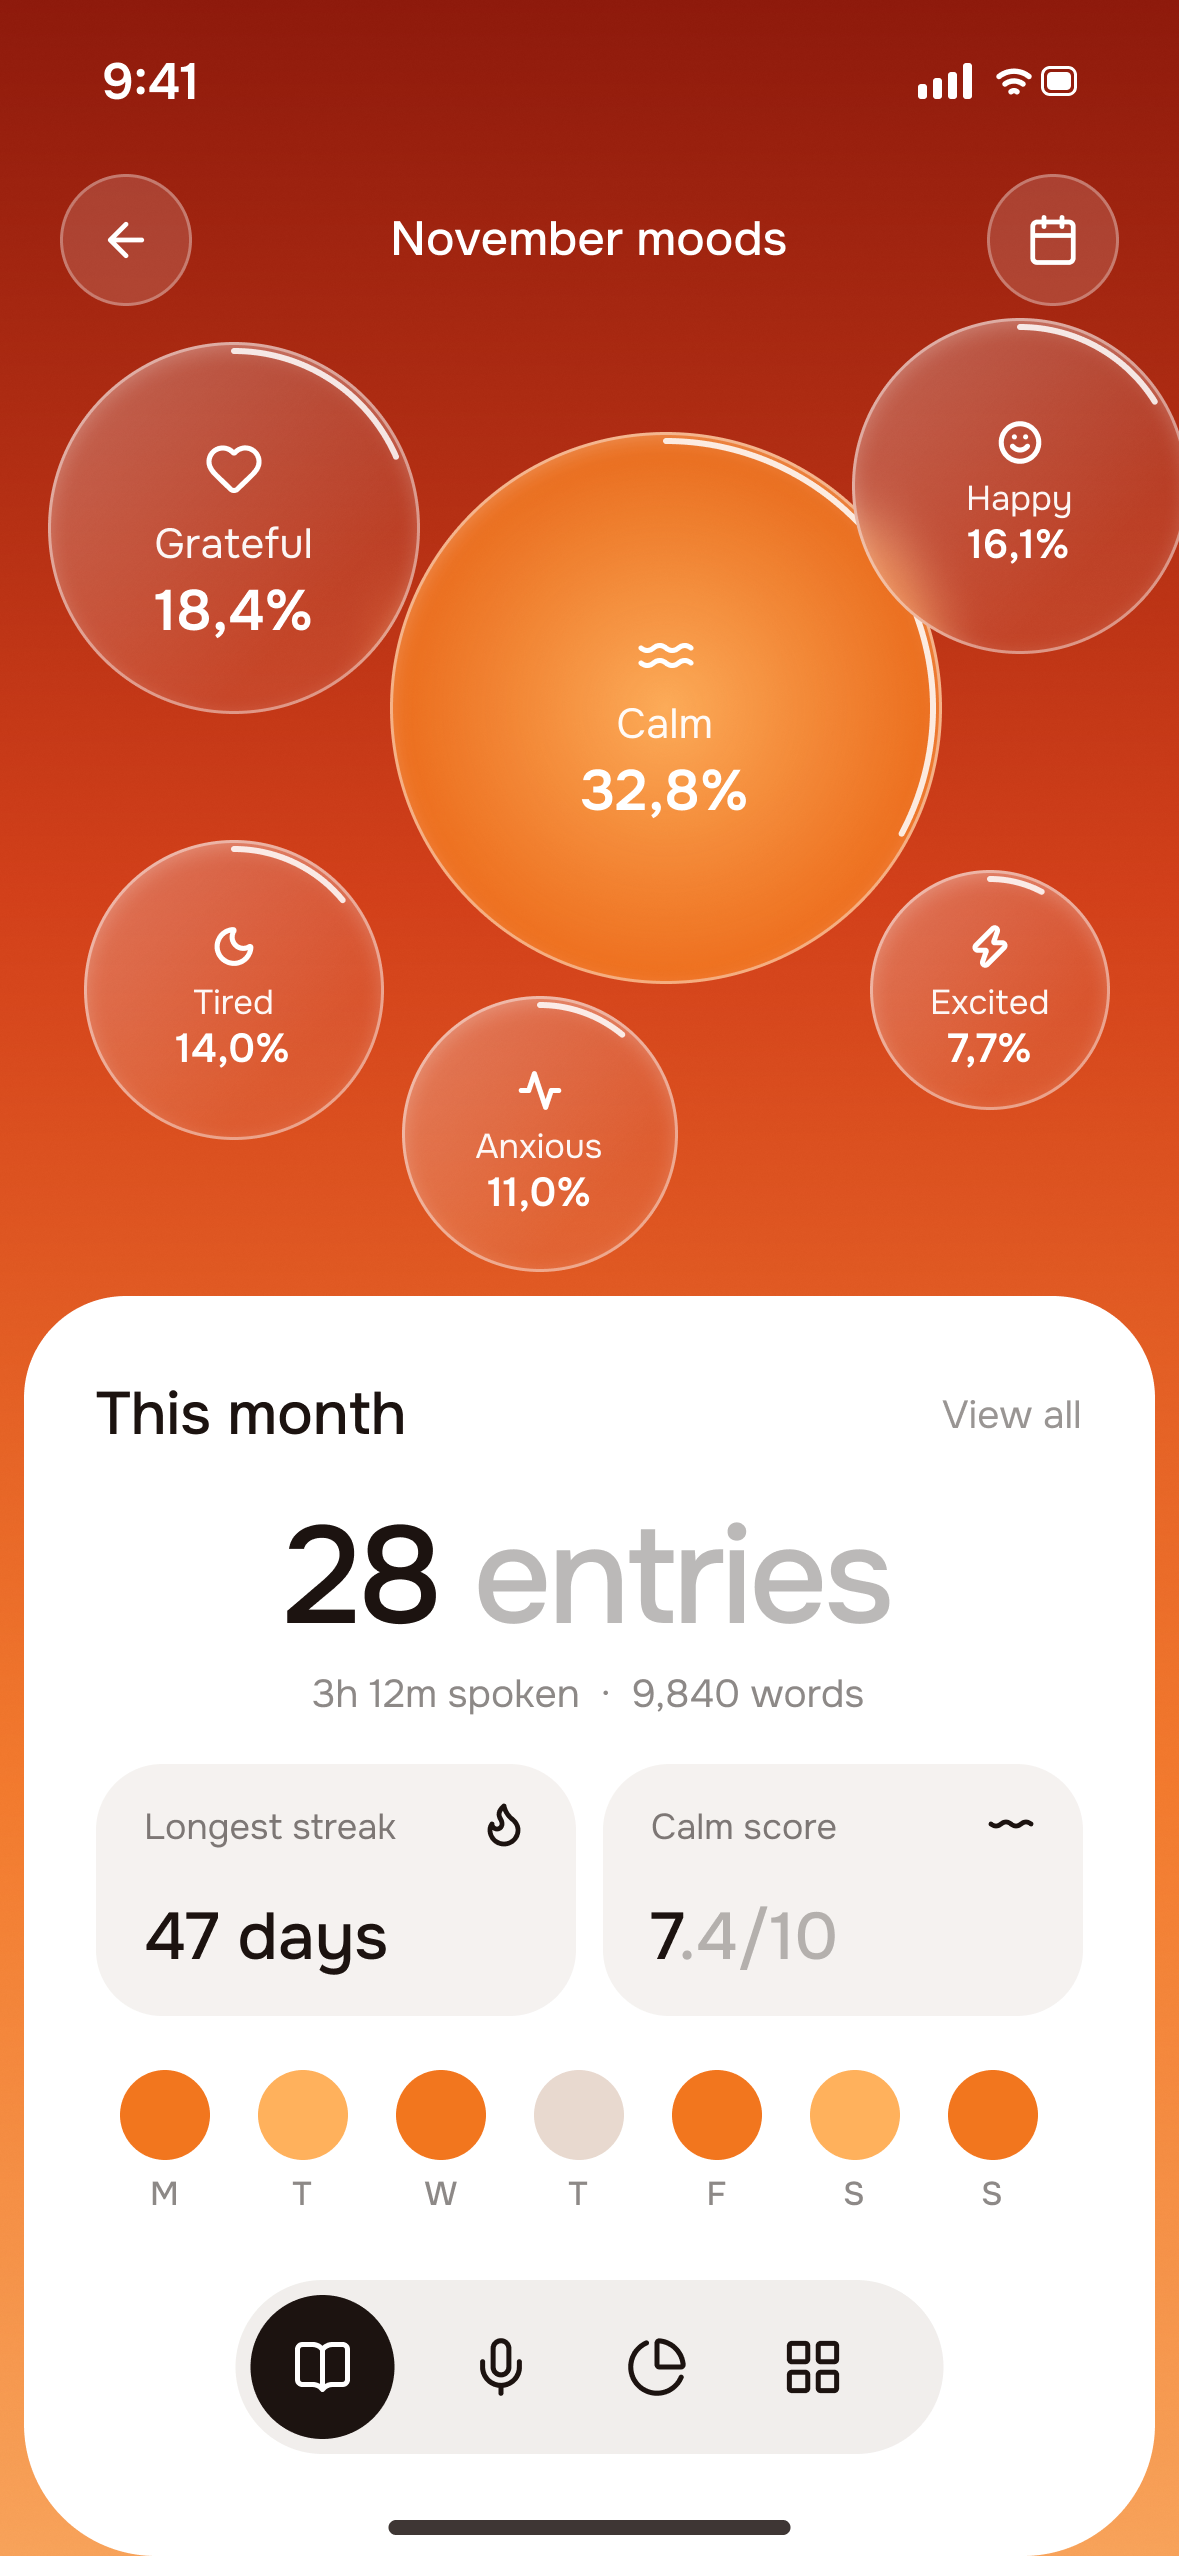 9:41
November moods
Grateful
18,4%
Happy
16,1%
Calm
32,8%
Tired
14,0%
Excited
7,7%
Anxious
11,0%
This month
View all
28 entries
3h 12m spoken · 9,840 words
Longest streak
47 days
Calm score
7.4/10
M T W T F S S